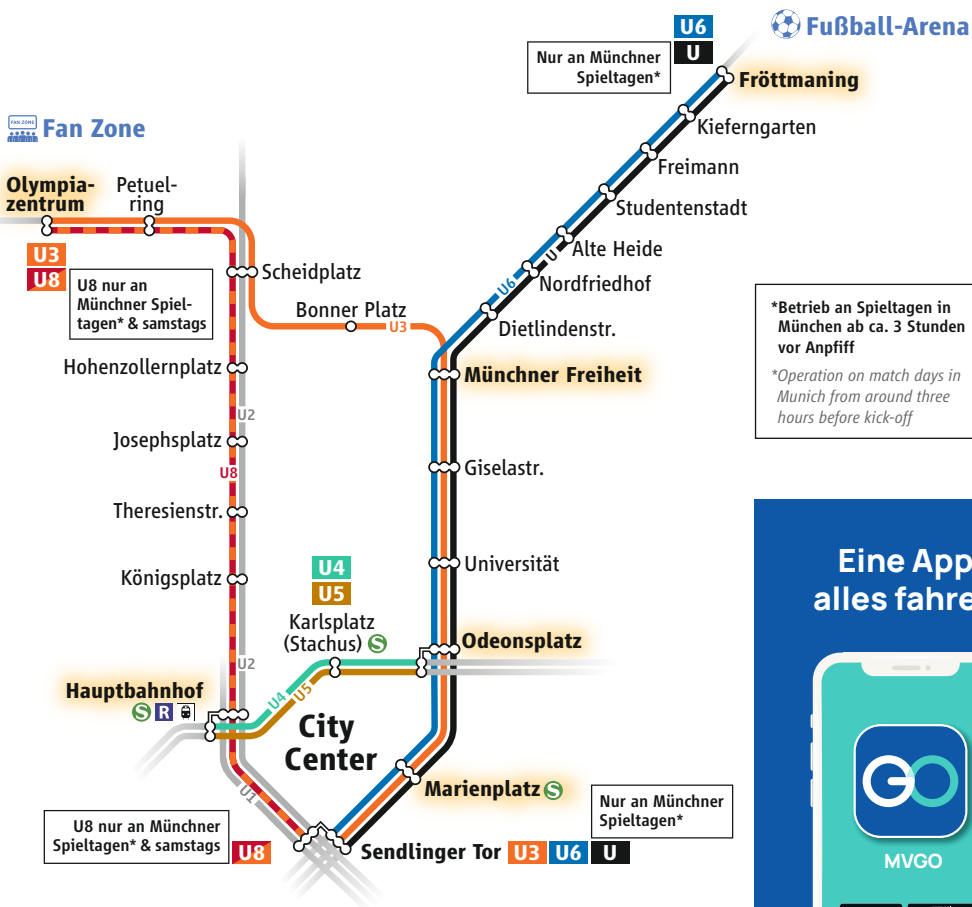 U6
U
Fußball-Arena
Nur an Münchner
Spieltagen*
Fröttmaning
Kieferngarten
Freimann
Studentenstadt
Alte Heide
Nordfriedhof
U6
U
Dietlindenstr.
FAN ZONE
Fan Zone
Olympia-
zentrum
Petuel-
ring
U3
U8
U8 nur an
Münchner Spiel-
tagen* & samstags
Scheidplatz
Bonner Platz
U3
*Betrieb an Spieltagen in
München ab ca. 3 Stunden
vor Anpfiff
*Operation on match days in
Munich from around three
hours before kick-off
Hohenzollernplatz
Münchner Freiheit
U2
Josephsplatz
U8
Giselastr.
Theresienstr.
Königsplatz
Universität
U4
U5
Karlsplatz
(Stachus) S
Odeonsplatz
U2
Hauptbahnhof
S R
U4
U5
City
Center
U1
Marienplatz S
Nur an Münchner
Spieltagen*
U8 nur an Münchner
Spieltagen* & samstags
U8
Sendlinger Tor U3 U6 U
Eine App
alles fahre
GO
MVGO